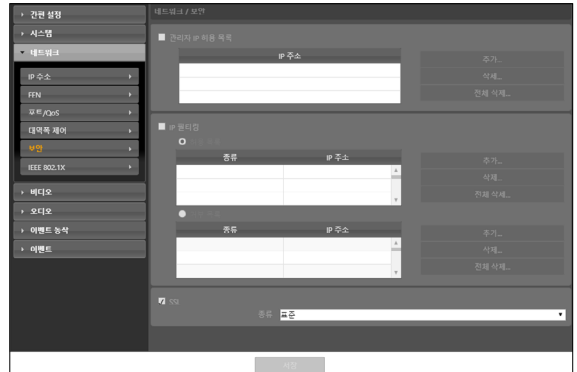 간편 설정
시스템
네트워크
IP 주소
FEN
포트/QoS
대역폭 제어
보안
IEEE 802.1X
비디오
오디오
이벤트 동작
이벤트
네트워크 / 보안
관리자 IP 허용 목록
IP 주소
추가...
삭제...
전체 삭제...
IP 필터링
종류 IP 주소
추가...
삭제...
전체 삭제...
종류 IP 주소
추가...
삭제...
전체 삭제...
SSL
종류 표준
저장